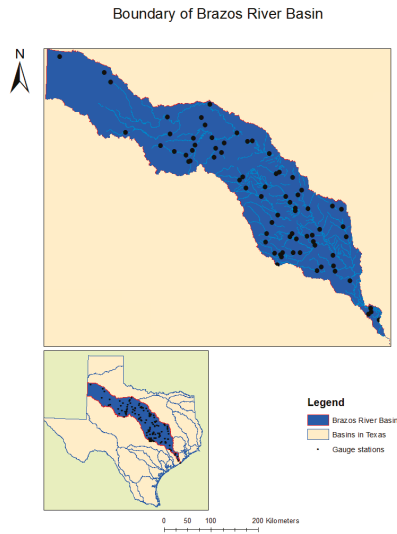 Boundary of Brazos River Basin
N
Legend
Brazos River Basin
Basins in Texas
Gauge stations
0 50 100 200 Kilometers